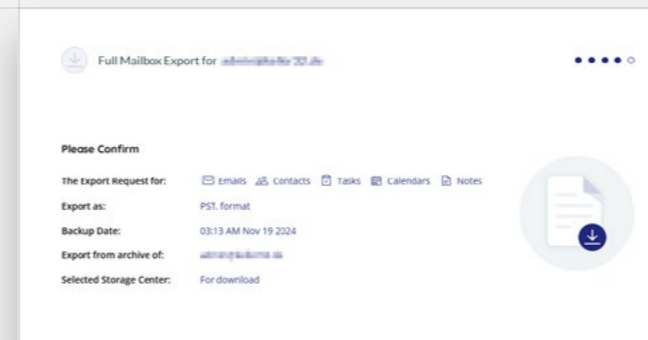 Full Mailbox Export for
Please Confirm
The Export Request for: Emails Contacts Tasks Calendars Notes
Export as: PST. format
Backup Date: 03:13 AM Nov 19 2024
Export from archive of:
Selected Storage Center: For download